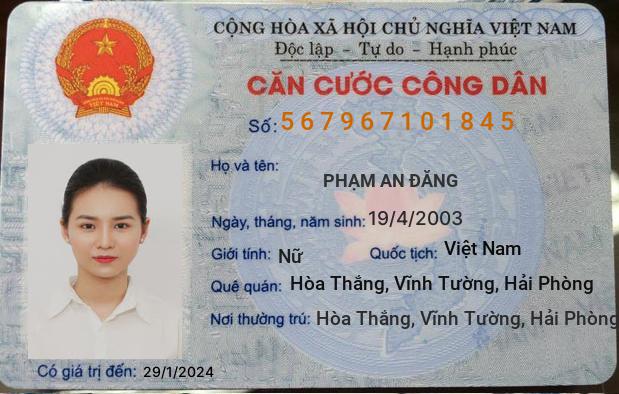 CỘNG HÒA XÃ HỘI CHỦ NGHĨA VIỆT NAM
Độc lập - Tự do - Hạnh phúc
CĂN CƯỚC CÔNG DÂN
Số: 567967101845
Họ và tên:
PHẠM AN ĐĂNG
Ngày, tháng, năm sinh: 19/4/2003
Giới tính: Nữ Quốc tịch: Việt Nam
Quê quán: Hòa Thắng, Vĩnh Tường, Hải Phòng
Nơi thường trú: Hòa Thắng, Vĩnh Tường, Hải Phòng
Có giá trị đến: 29/1/2024